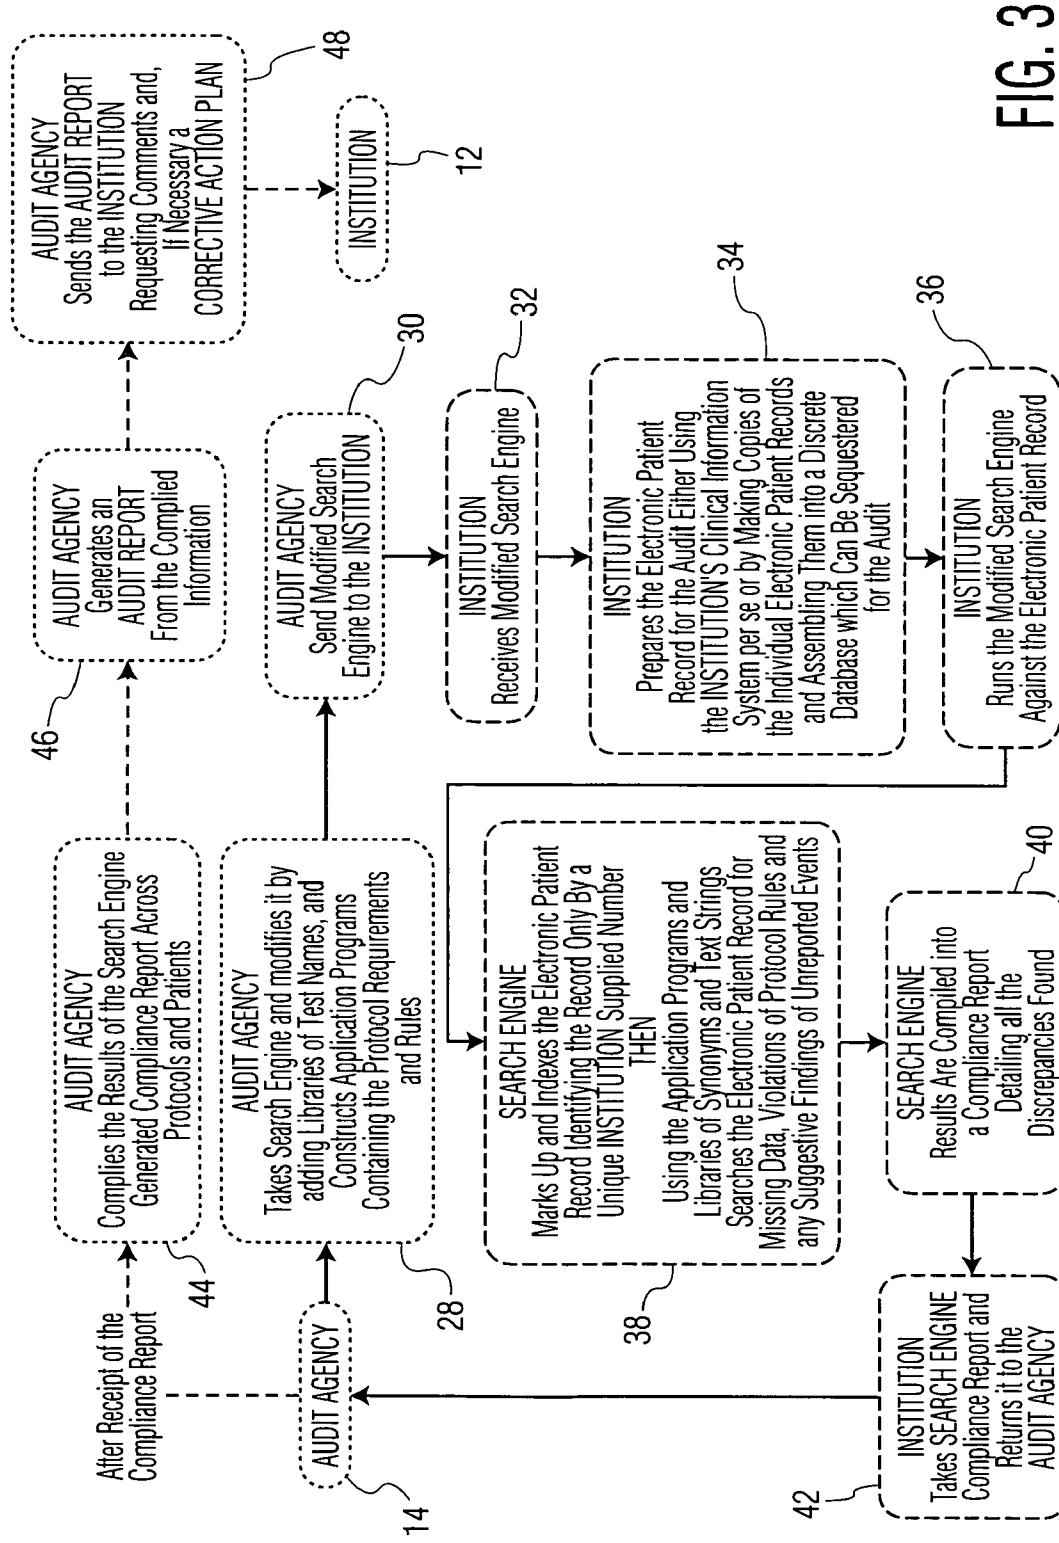 After Receipt of the
Compliance Report
44
AUDIT AGENCY
Complies the Results of the Search Engine
Generated Compliance Report Across
Protocols and Patients
46
AUDIT AGENCY
Generates an
AUDIT REPORT
From the Complied
Information
AUDIT AGENCY
Sends the AUDIT REPORT
to the INSTITUTION
Requesting Comments and,
If Necessary a
CORRECTIVE ACTION PLAN
48
INSTITUTION
12
14
AUDIT AGENCY
28
AUDIT AGENCY
Takes Search Engine and modifies it by
adding Libraries of Test Names, and
Constructs Application Programs
Containing the Protocol Requirements
and Rules
AUDIT AGENCY
Send Modified Search
Engine to the INSTITUTION
30
INSTITUTION
Receives Modified Search Engine
32
INSTITUTION
Prepares the Electronic Patient
Record for the Audit Either Using
the INSTITUTION'S Clinical Information
System per se or by Making Copies of
the Individual Electronic Patient Records
and Assembling Them into a Discrete
Database which Can Be Sequestered
for the Audit
34
INSTITUTION
Runs the Modified Search Engine
Against the Electronic Patient Record
36
38
SEARCH ENGINE
Marks Up and Indexes the Electronic Patient
Record Identifying the Record Only By a
Unique INSTITUTION Supplied Number
THEN
Using the Application Programs and
Libraries of Synonyms and Text Strings
Searches the Electronic Patient Record for
Missing Data, Violations of Protocol Rules and
any Suggestive Findings of Unreported Events
SEARCH ENGINE
Results Are Compiled into
a Compliance Report
Detailing all the
Discrepancies Found
40
42
INSTITUTION
Takes SEARCH ENGINE
Compliance Report and
Returns it to the
AUDIT AGENCY
FIG. 3